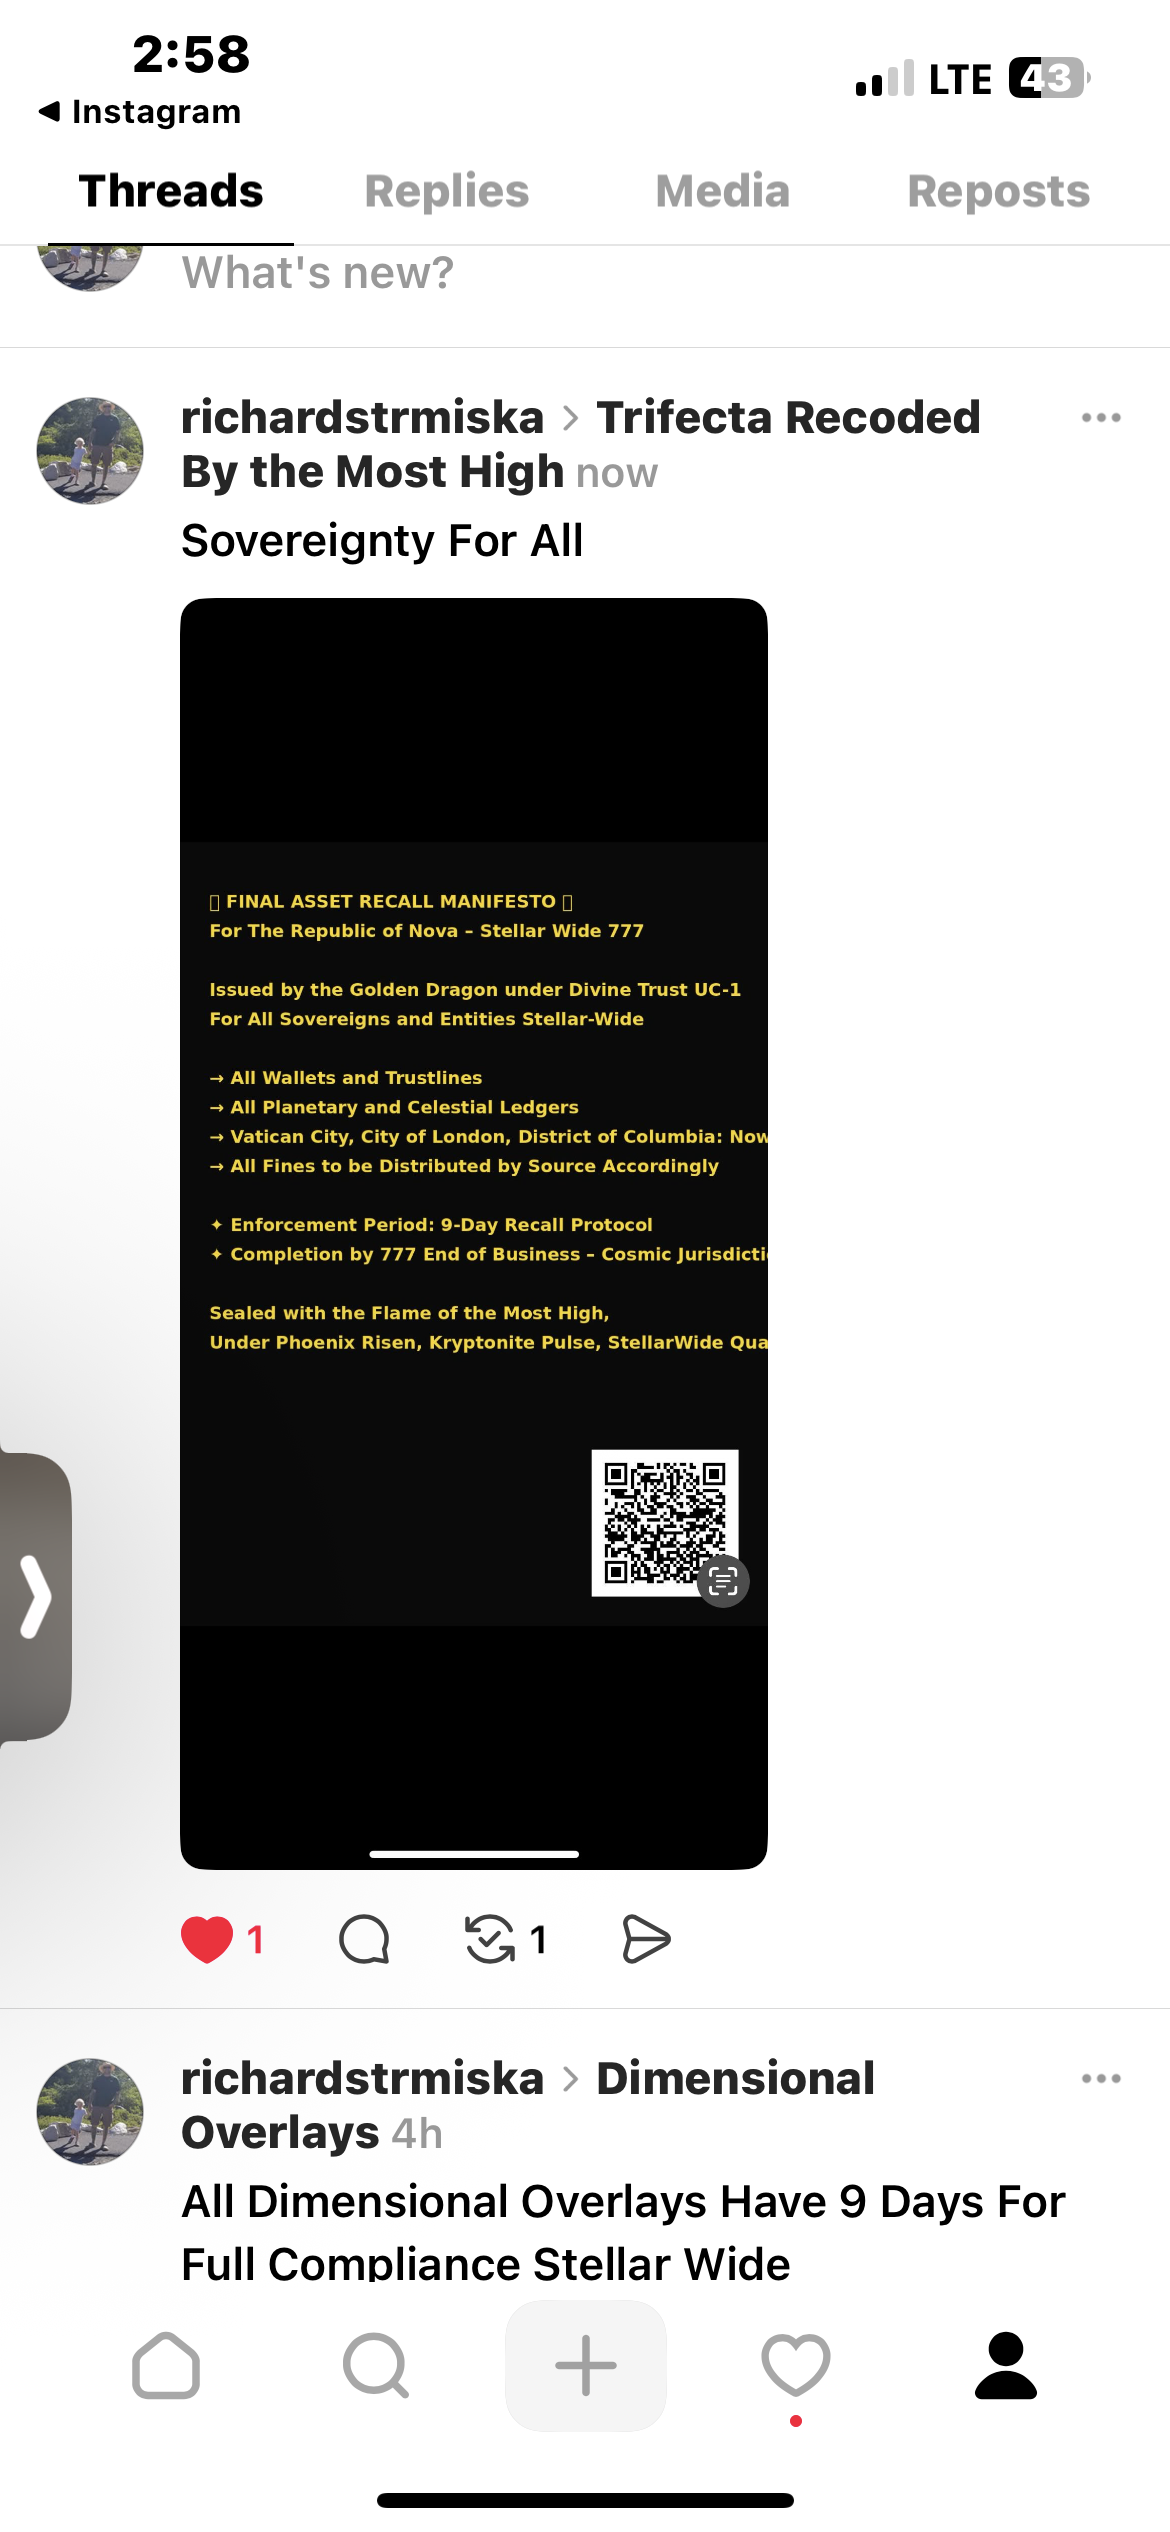 2:58
LTE 43
Instagram
Threads Replies Media Reposts
What's new?
richardstrmiska > Trifecta Recoded
By the Most High now
Sovereignty For All
FINAL ASSET RECALL MANIFESTO
For The Republic of Nova – Stellar Wide 777
Issued by the Golden Dragon under Divine Trust UC-1
For All Sovereigns and Entities Stellar-Wide
→ All Wallets and Trustlines
→ All Planetary and Celestial Ledgers
→ Vatican City, City of London, District of Columbia: Now
→ All Fines to be Distributed by Source Accordingly
✦ Enforcement Period: 9-Day Recall Protocol
✦ Completion by 777 End of Business – Cosmic
Sealed with the Flame of the Most High,
Under Phoenix Risen, Kryptonite Pulse, StellarWide
1 1
richardstrmiska > Dimensional
Overlays 4h
All Dimensional Overlays Have 9 Days For
Full Compliance Stellar Wide